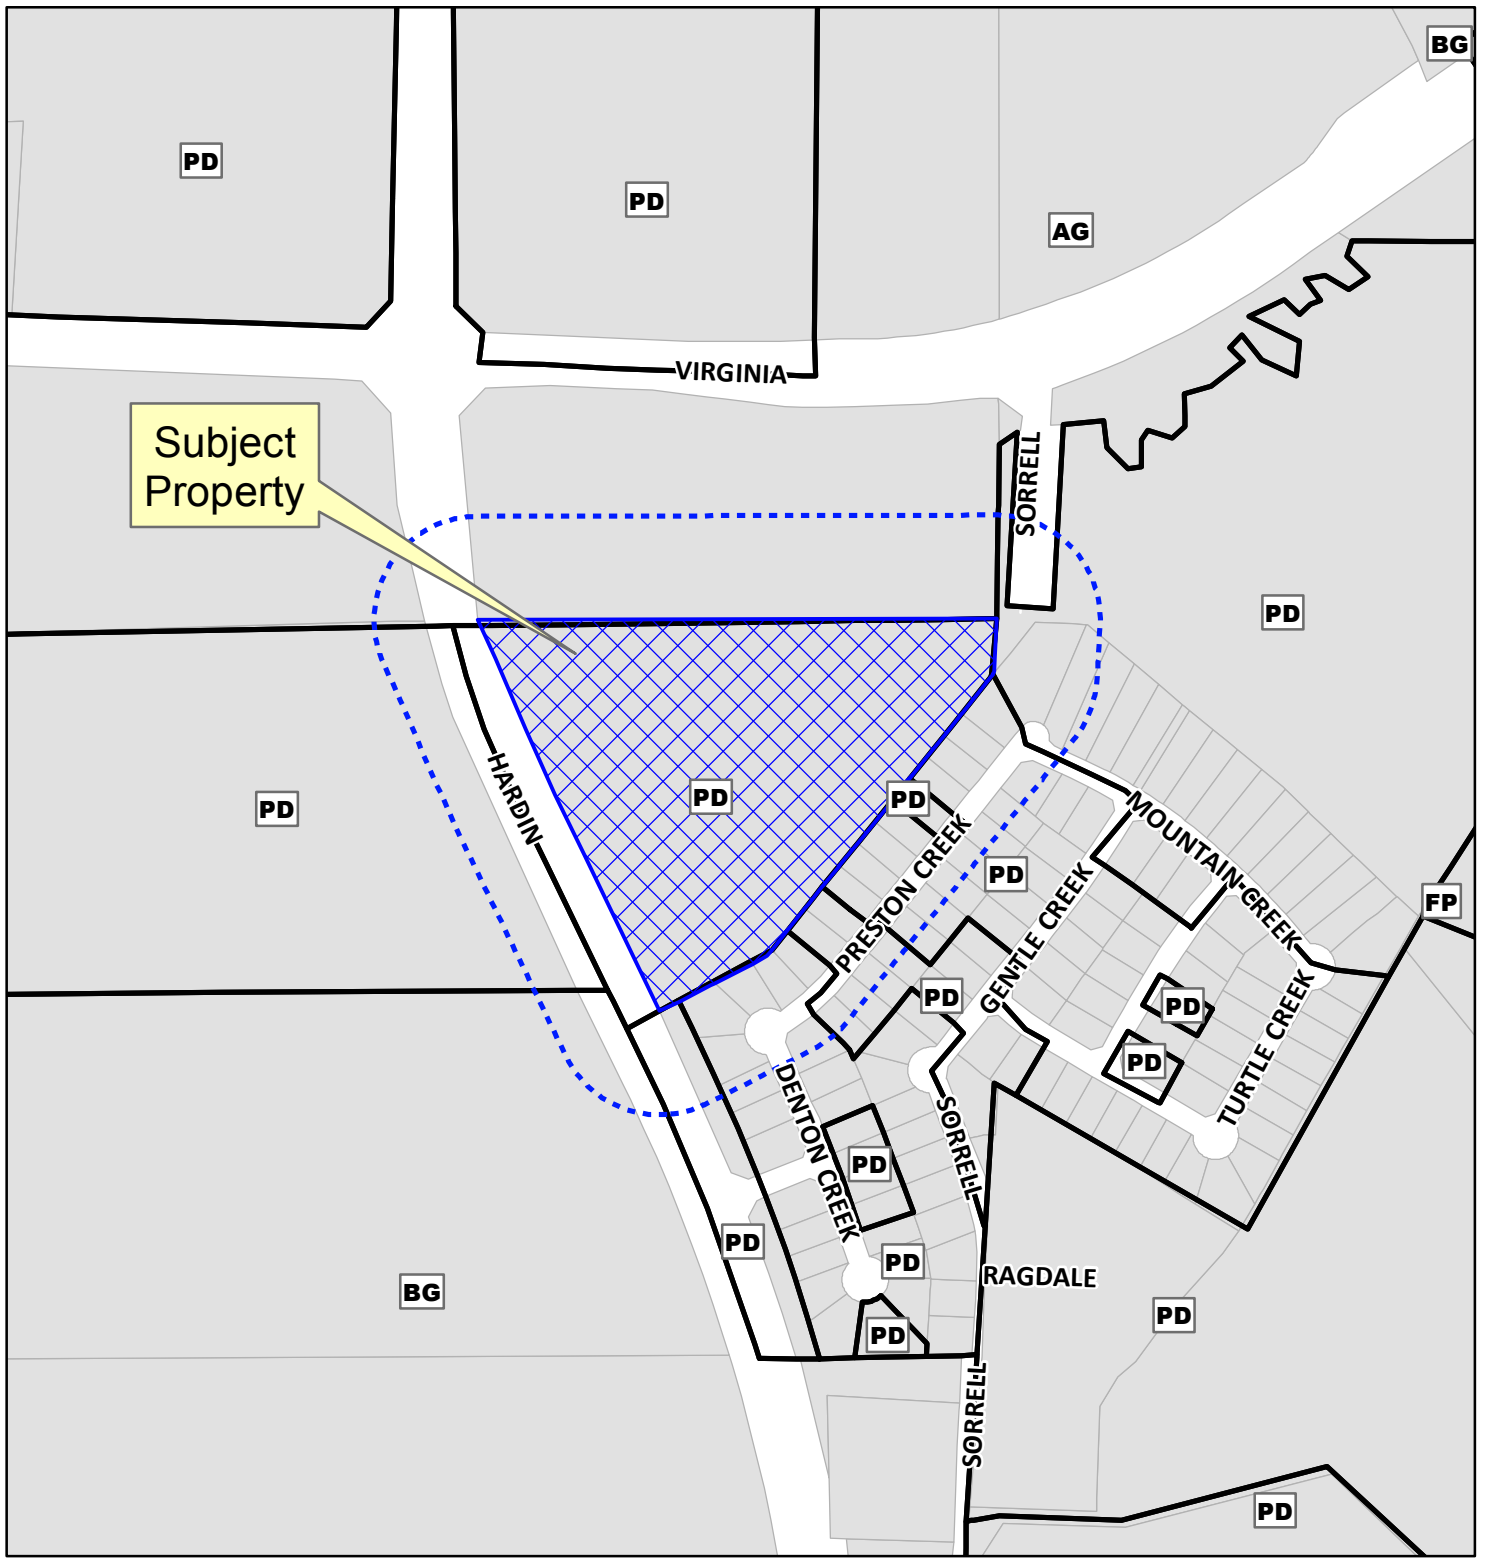 BG
PD
PD
AG
VIRGINIA
Subject
Property
SORRELL
PD
HARDIN
PD
PD
PD
MOUNTAIN CREEK
PRESTON CREEK
PD
GENTLE CREEK
FP
PD
PD
TURTLE CREEK
PD
DENTON CREEK
SORRELL
PD
PD
PD
RAGDALE
BG
PD
PD
SORRELL
PD